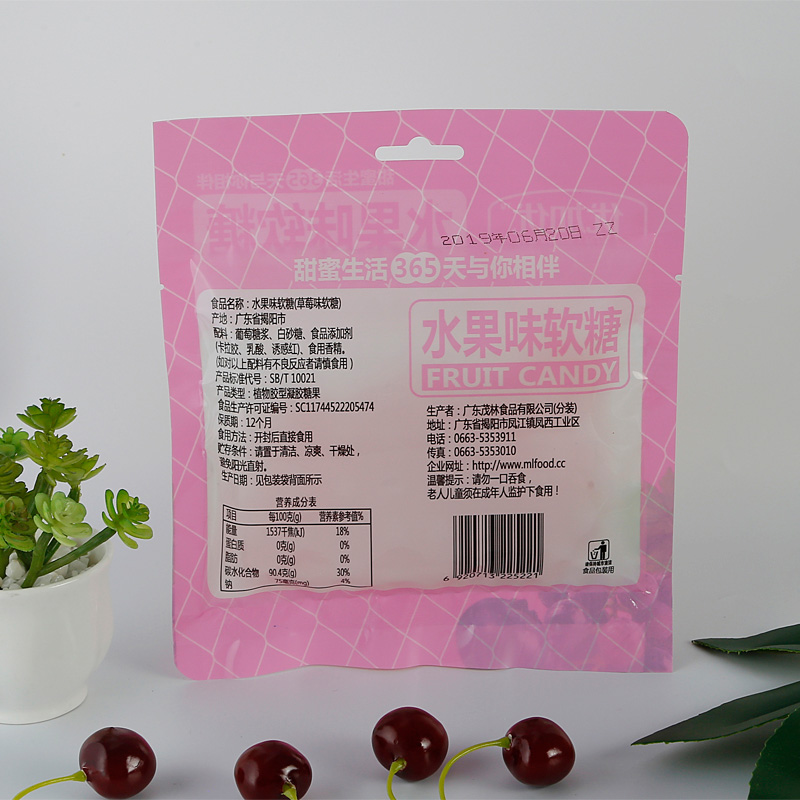 2019年06月20日 ZZ
甜蜜生活365天与你相伴
水果味软糖
FRUIT CANDY
食品名称：水果味软糖(草莓味软糖)
产地：广东省揭阳市
配料：葡萄糖浆、白砂糖、食品添加剂
(卡拉胶、乳酸、诱惑红)、食用香精。
(如对以上配料有不良反应者请慎食用)
产品标准代号：SB/T 10021
产品类型：植物胶型凝胶糖果
食品生产许可证编号：SC11744522205474
保质期：12个月
食用方法：开封后直接食用
贮存条件：请置于清洁、凉爽、干燥处，
避免阳光直射。
生产日期：见包装袋背面所示
营养成分表
项目 每100克(g) 营养素参考值%
能量 1537千焦(kJ) 18%
蛋白质 0克(g) 0%
脂肪 0克(g) 0%
碳水化合物 90.4克(g) 30%
钠 75毫克(mg) 4%
生产者：广东茂林食品有限公司(分装)
地址：广东省揭阳市凤江镇凤西工业区
电话：0663-5353911
传真：0663-5353010
企业网址：http://www.mlfood.cc
温馨提示：请勿一口吞食，
老人儿童须在成年人监护下食用！
6 920713 225221
请保持城市清洁
食品包装用